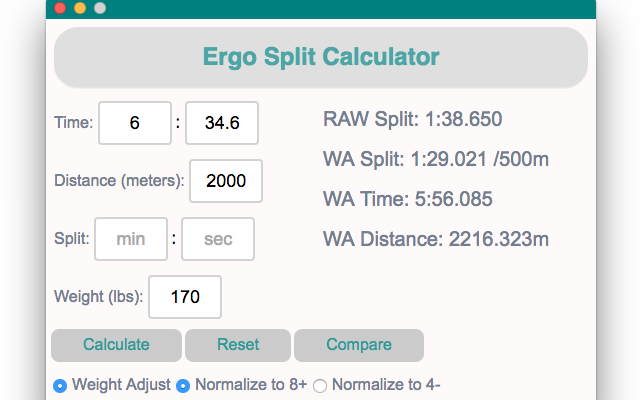 Ergo Split Calculator
Time: 6 : 34.6
Distance (meters): 2000
Split: min : sec
Weight (lbs): 170
RAW Split: 1:38.650
WA Split: 1:29.021 /500m
WA Time: 5:56.085
WA Distance: 2216.323m
Calculate Reset Compare
Weight Adjust Normalize to 8+ Normalize to 4-